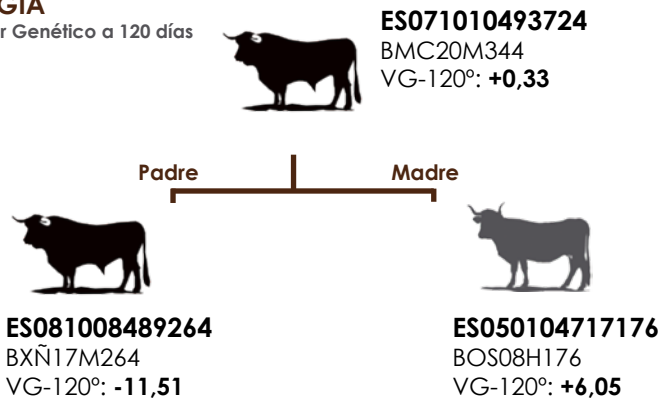 Genético a 120 días
ES071010493724
BMC20M344
VG-120º: +0,33
Padre
Madre
ES081008489264
BXÑ17M264
VG-120º: -11,51
ES050104717176
BOS08H176
VG-120º: +6,05